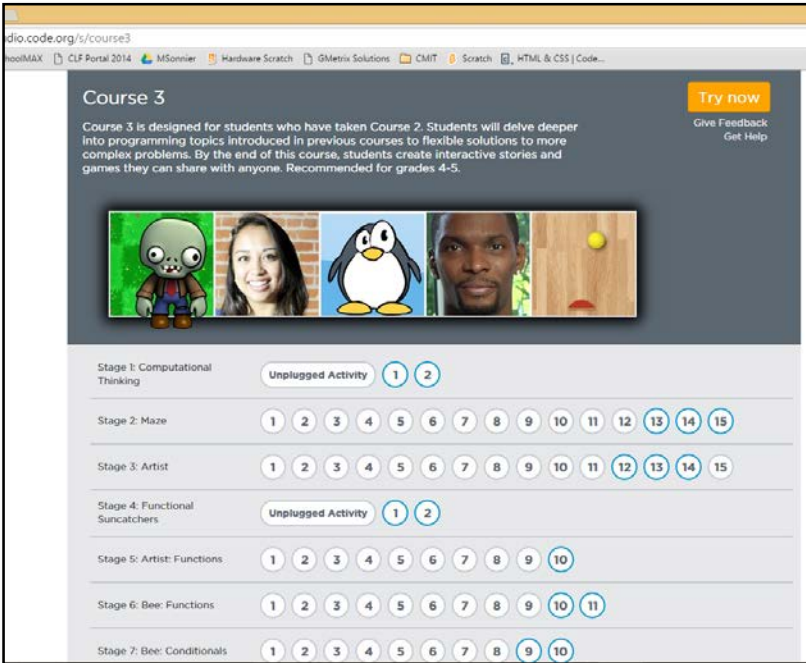 dio.code.org/s/course3
hoolMAX CLF Portal 2014 MSonnier Hardware Scratch GMetrix Solutions CMIT Scratch HTML & CSS | Code...
Course 3
Try now
Give Feedback
Get Help
Course 3 is designed for students who have taken Course 2. Students will delve deeper
into programming topics introduced in previous courses to flexible solutions to more
complex problems. By the end of this course, students create interactive stories and
games they can share with anyone. Recommended for grades 4-5.
Stage 1: Computational
Thinking
Unplugged Activity 1 2
Stage 2: Maze 1 2 3 4 5 6 7 8 9 10 11 12 13 14 15
Stage 3: Artist 1 2 3 4 5 6 7 8 9 10 11 12 13 14 15
Stage 4: Functional
Suncatchers
Unplugged Activity 1 2
Stage 5: Artist: Functions 1 2 3 4 5 6 7 8 9 10
Stage 6: Bee: Functions 1 2 3 4 5 6 7 8 9 10 11
Stage 7: Bee: Conditionals 1 2 3 4 5 6 7 8 9 10